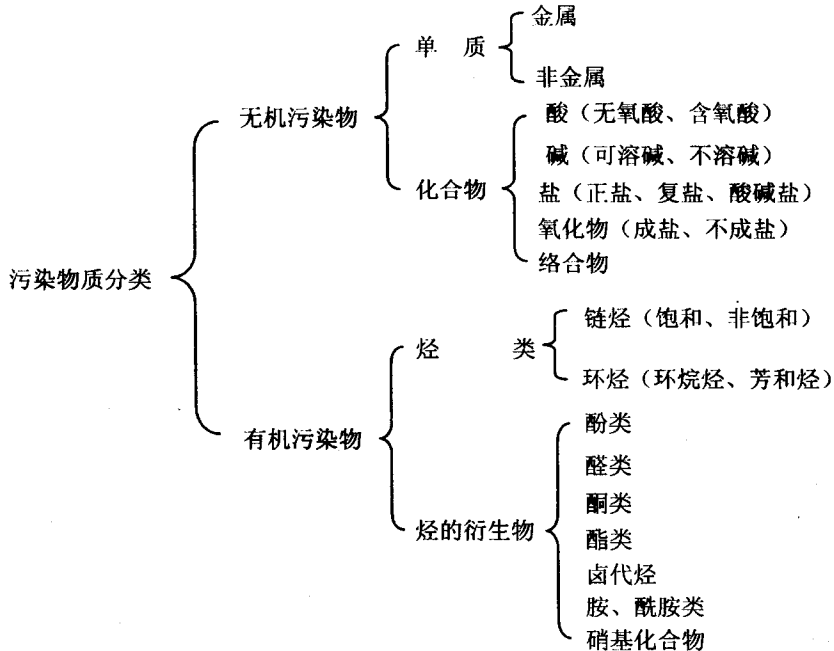 污染物质分类
无机污染物
单 质
金属
非金属
化合物
酸（无氧酸、含氧酸）
碱（可溶碱、不溶碱）
盐（正盐、复盐、酸碱盐）
氧化物（成盐、不成盐）
络合物
有机污染物
烃 类
链烃（饱和、非饱和）
环烃（环烷烃、芳和烃）
烃的衍生物
酚类
醛类
酮类
酯类
卤代烃
胺、酰胺类
硝基化合物